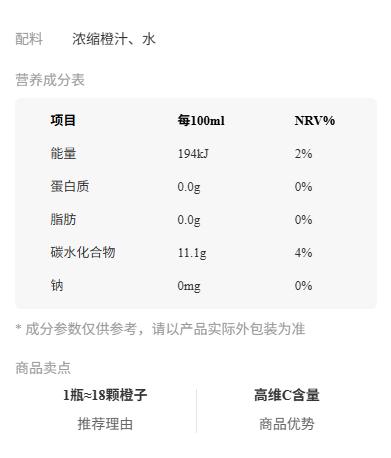 配料 浓缩橙汁、水
营养成分表
项目 每100ml NRV%
能量 194kJ 2%
蛋白质 0.0g 0%
脂肪 0.0g 0%
碳水化合物 11.1g 4%
钠 0mg 0%
* 成分参数仅供参考，请以产品实际外包装为准
商品卖点
1瓶≈18颗橙子 高维C含量
推荐理由 商品优势